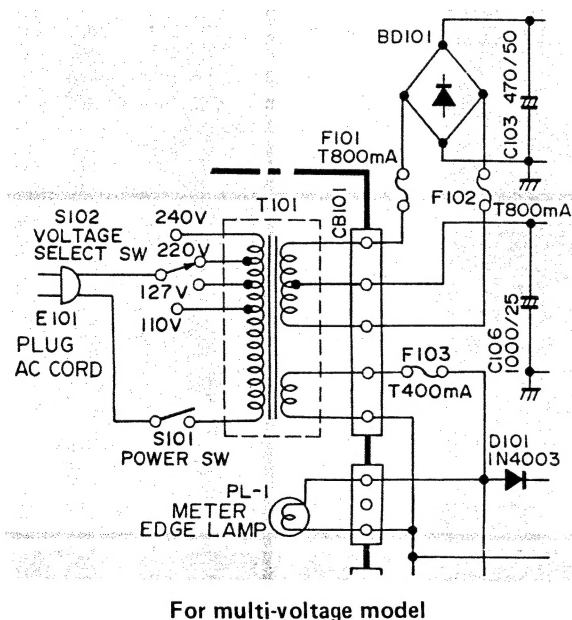 BD101
470/50
C103
F101
T800mA
CB101
F102
T800mA
T101
S102
VOLTAGE
SELECT SW
240V
220V
127V
110V
E101
PLUG
AC CORD
S101
POWER SW
C106
1000/25
F103
T400mA
D101
1N4003
PL-1
METER
EDGE LAMP
For multi-voltage model